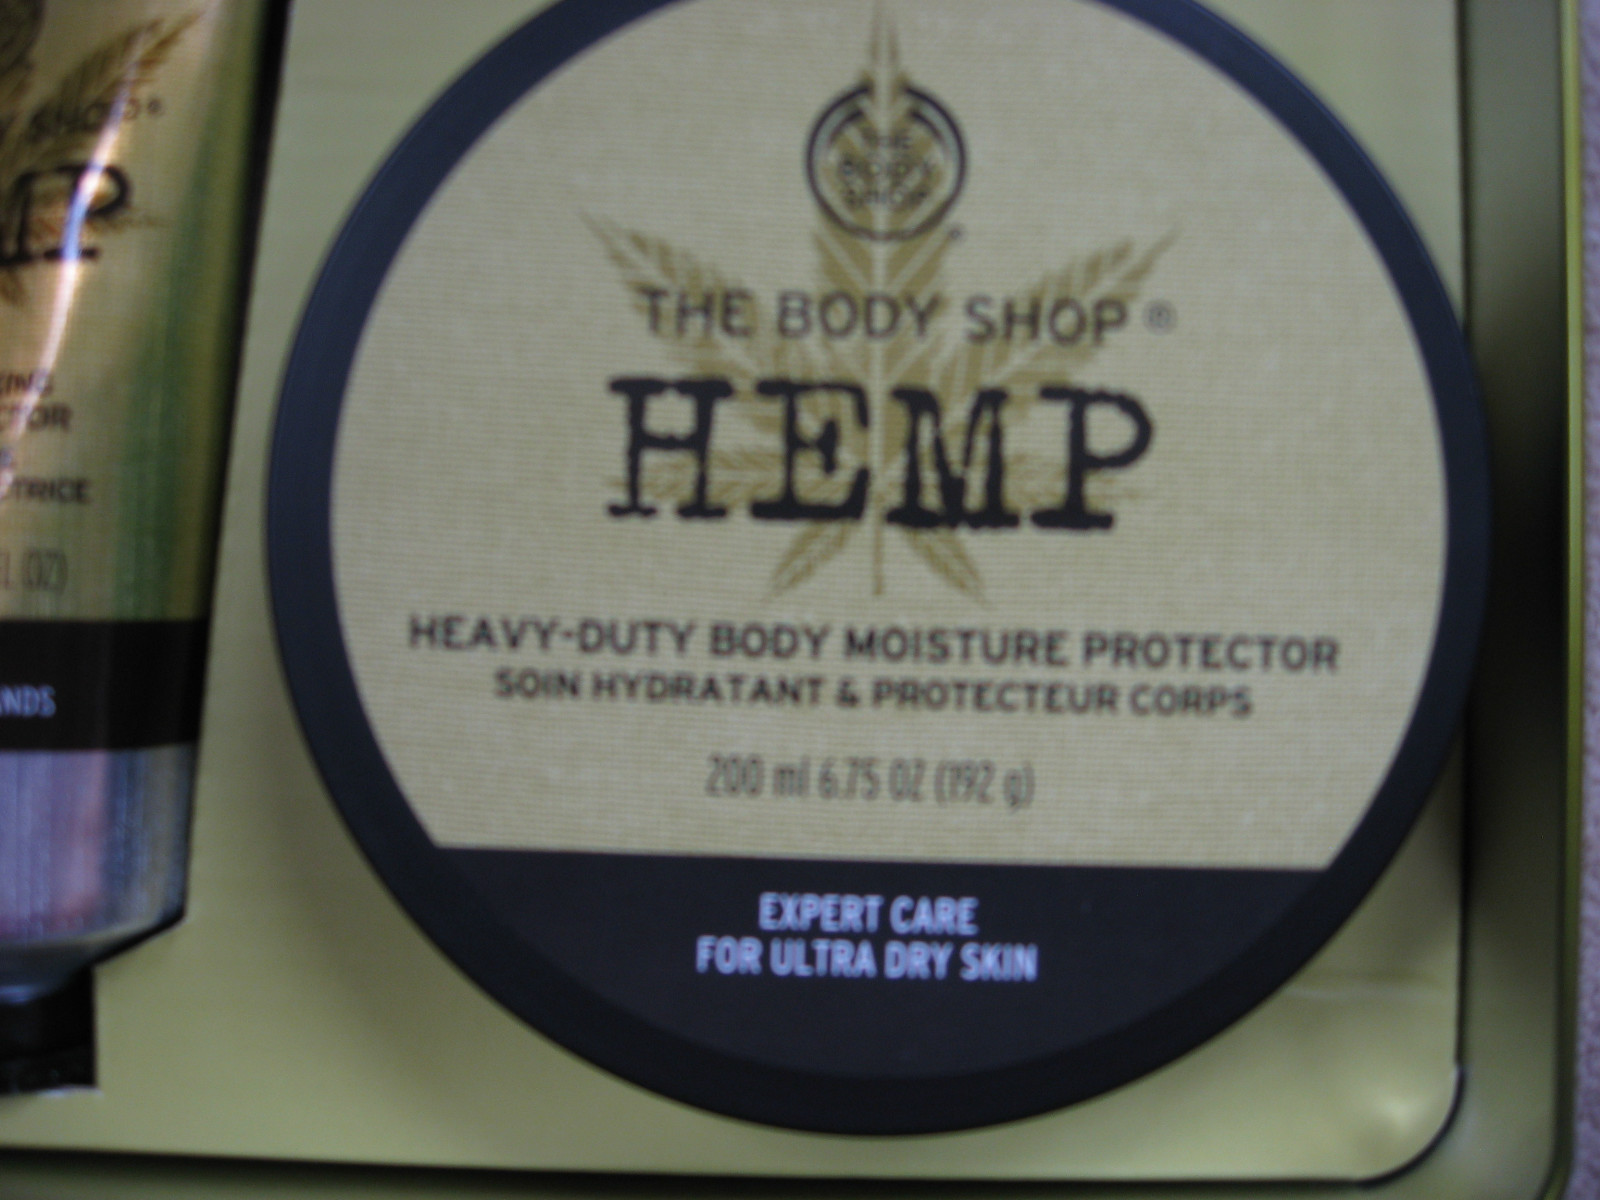 THE
BODY
SHOP
THE BODY SHOP ®
HEMP
HEAVY-DUTY BODY MOISTURE PROTECTOR
SOIN HYDRATANT & PROTECTEUR CORPS
200 ml 6.75 OZ (192 g)
EXPERT CARE
FOR ULTRA DRY SKIN